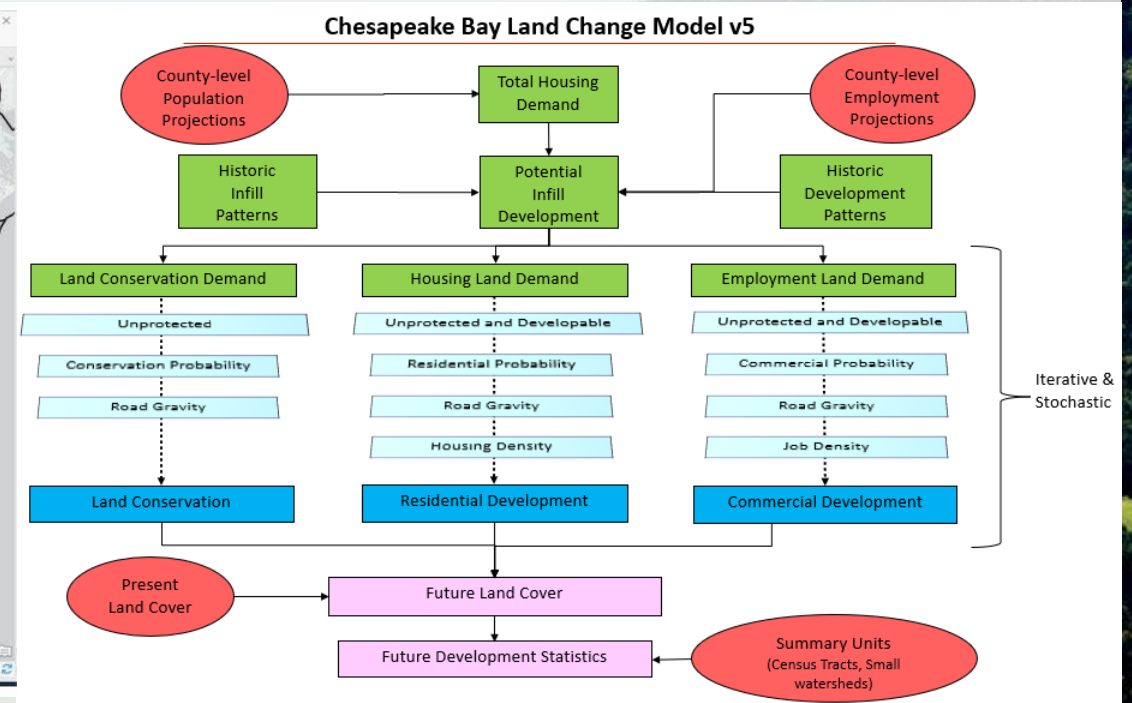 Chesapeake Bay Land Change Model v5
County-level
Population
Projections
Total Housing
Demand
County-level
Employment
Projections
Historic
Infill
Patterns
Potential
Infill
Development
Historic
Development
Patterns
Land Conservation Demand
Housing Land Demand
Employment Land Demand
Unprotected
Unprotected and Developable
Unprotected and Developable
Conservation Probability
Residential Probability
Commercial Probability
Road Gravity
Road Gravity
Road Gravity
Housing Density
Job Density
Iterative &
Stochastic
Land Conservation
Residential Development
Commercial Development
Present
Land Cover
Future Land Cover
Future Development Statistics
Summary Units
(Census Tracts, Small
watersheds)